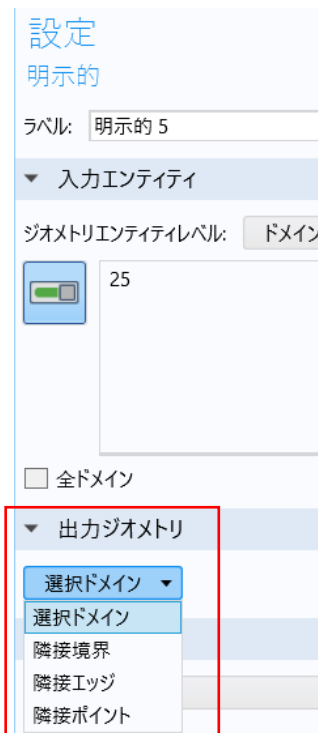 設定
明示的
ラベル: 明示的 5
入力エンティティ
ジオメトリエンティティレベル: ドメイン
25
全ドメイン
出力ジオメトリ
選択ドメイン
選択ドメイン
隣接境界
隣接エッジ
隣接ポイント